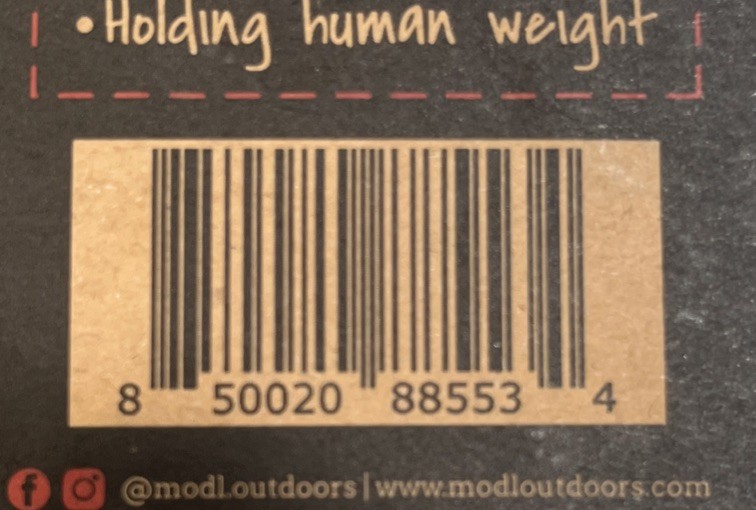 •Holding human weight
8 50020 88553 4
@modl.outdoors|www.modloutdoors.com